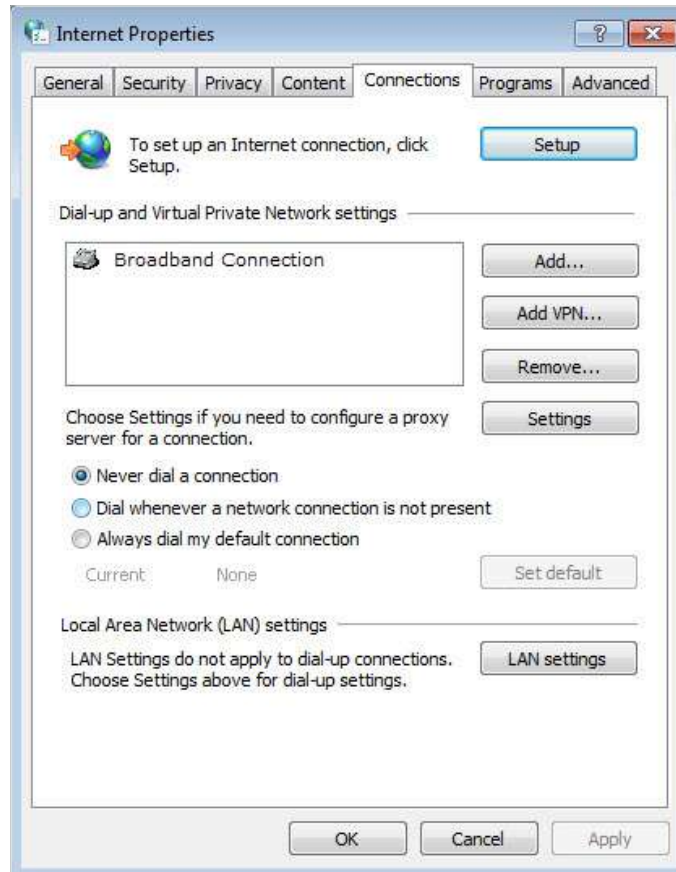 Internet Properties
General Security Privacy Content Connections Programs Advanced
To set up an Internet connection, click
Setup.
Setup
Dial-up and Virtual Private Network settings
Broadband Connection
Add...
Add VPN...
Remove...
Choose Settings if you need to configure a proxy
server for a connection.
Settings
Never dial a connection
Dial whenever a network connection is not present
Always dial my default connection
Current None
Set default
Local Area Network (LAN) settings
LAN Settings do not apply to dial-up connections.
Choose Settings above for dial-up settings.
LAN settings
OK Cancel Apply